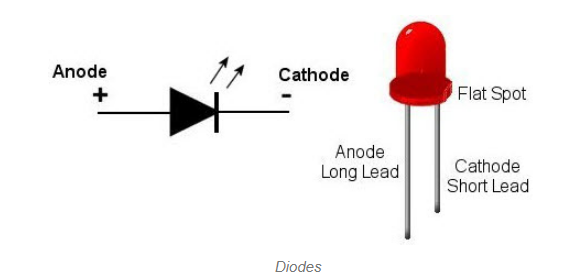 Anode
+
Cathode
-
Flat Spot
Anode
Long Lead
Cathode
Short Lead
Diodes